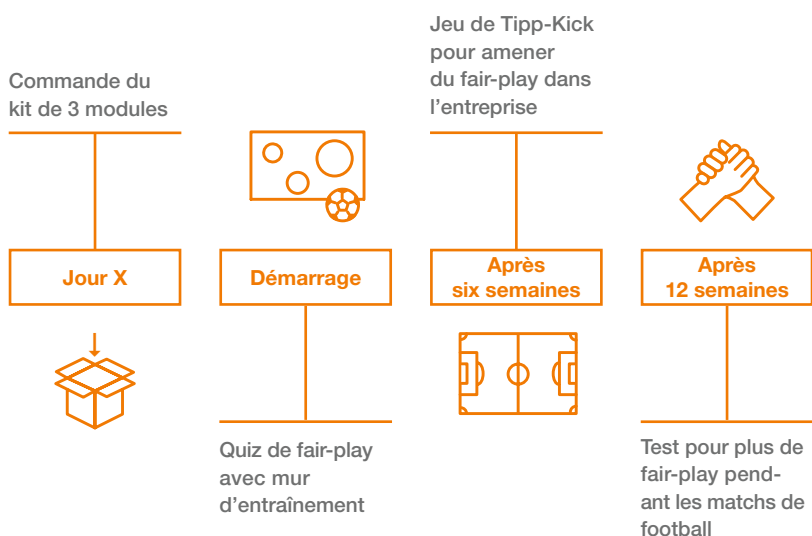 Commande du
kit de 3 modules
Jour X
Démarrage
Quiz de fair-play
avec mur
d’entraînement
Jeu de Tipp-Kick
pour amener
du fair-play dans
l’entreprise
Après
six semaines
Après
12 semaines
Test pour plus de
fair-play pend-
ant les matchs de
football